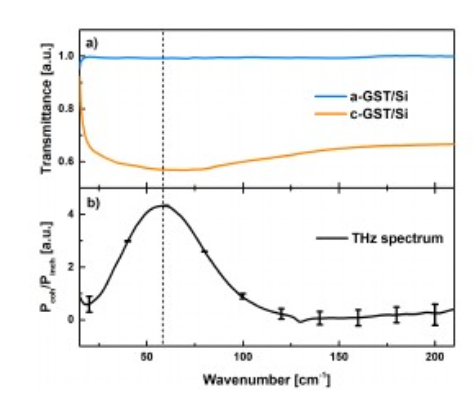 a)
Transmittance [a.u.]
1.0
0.8
0.6
a-GST/Si
c-GST/Si
b)
P_coh/P_incoh [a.u.]
4
2
0
THz spectrum
50 100 150 200
Wavenumber [cm⁻¹]